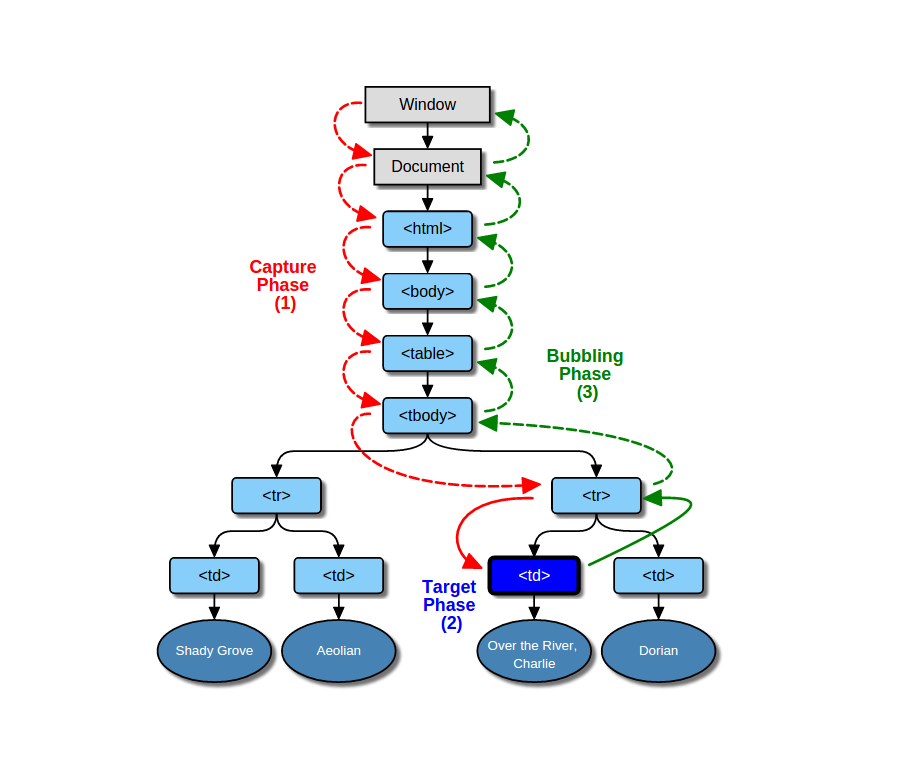 Window
Document
<html>
Capture
Phase
(1)
<body>
<table>
Bubbling
Phase
(3)
<tbody>
<tr>
<tr>
<td>
<td>
<td>
<td>
Target
Phase
(2)
Shady Grove
Aeolian
Over the River,
Charlie
Dorian